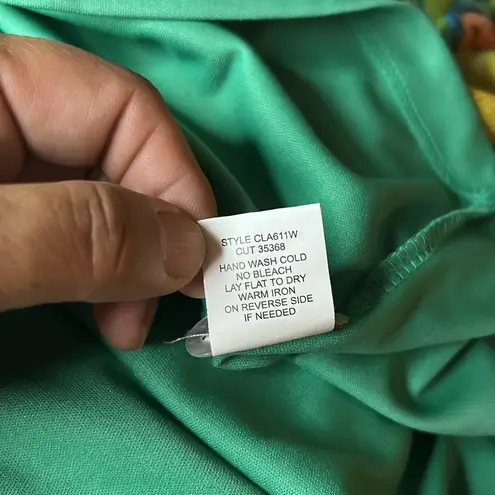 STYLE CLA611W
CUT 35368
HAND WASH COLD
NO BLEACH
LAY FLAT TO DRY
WARM IRON
ON REVERSE SIDE
IF NEEDED